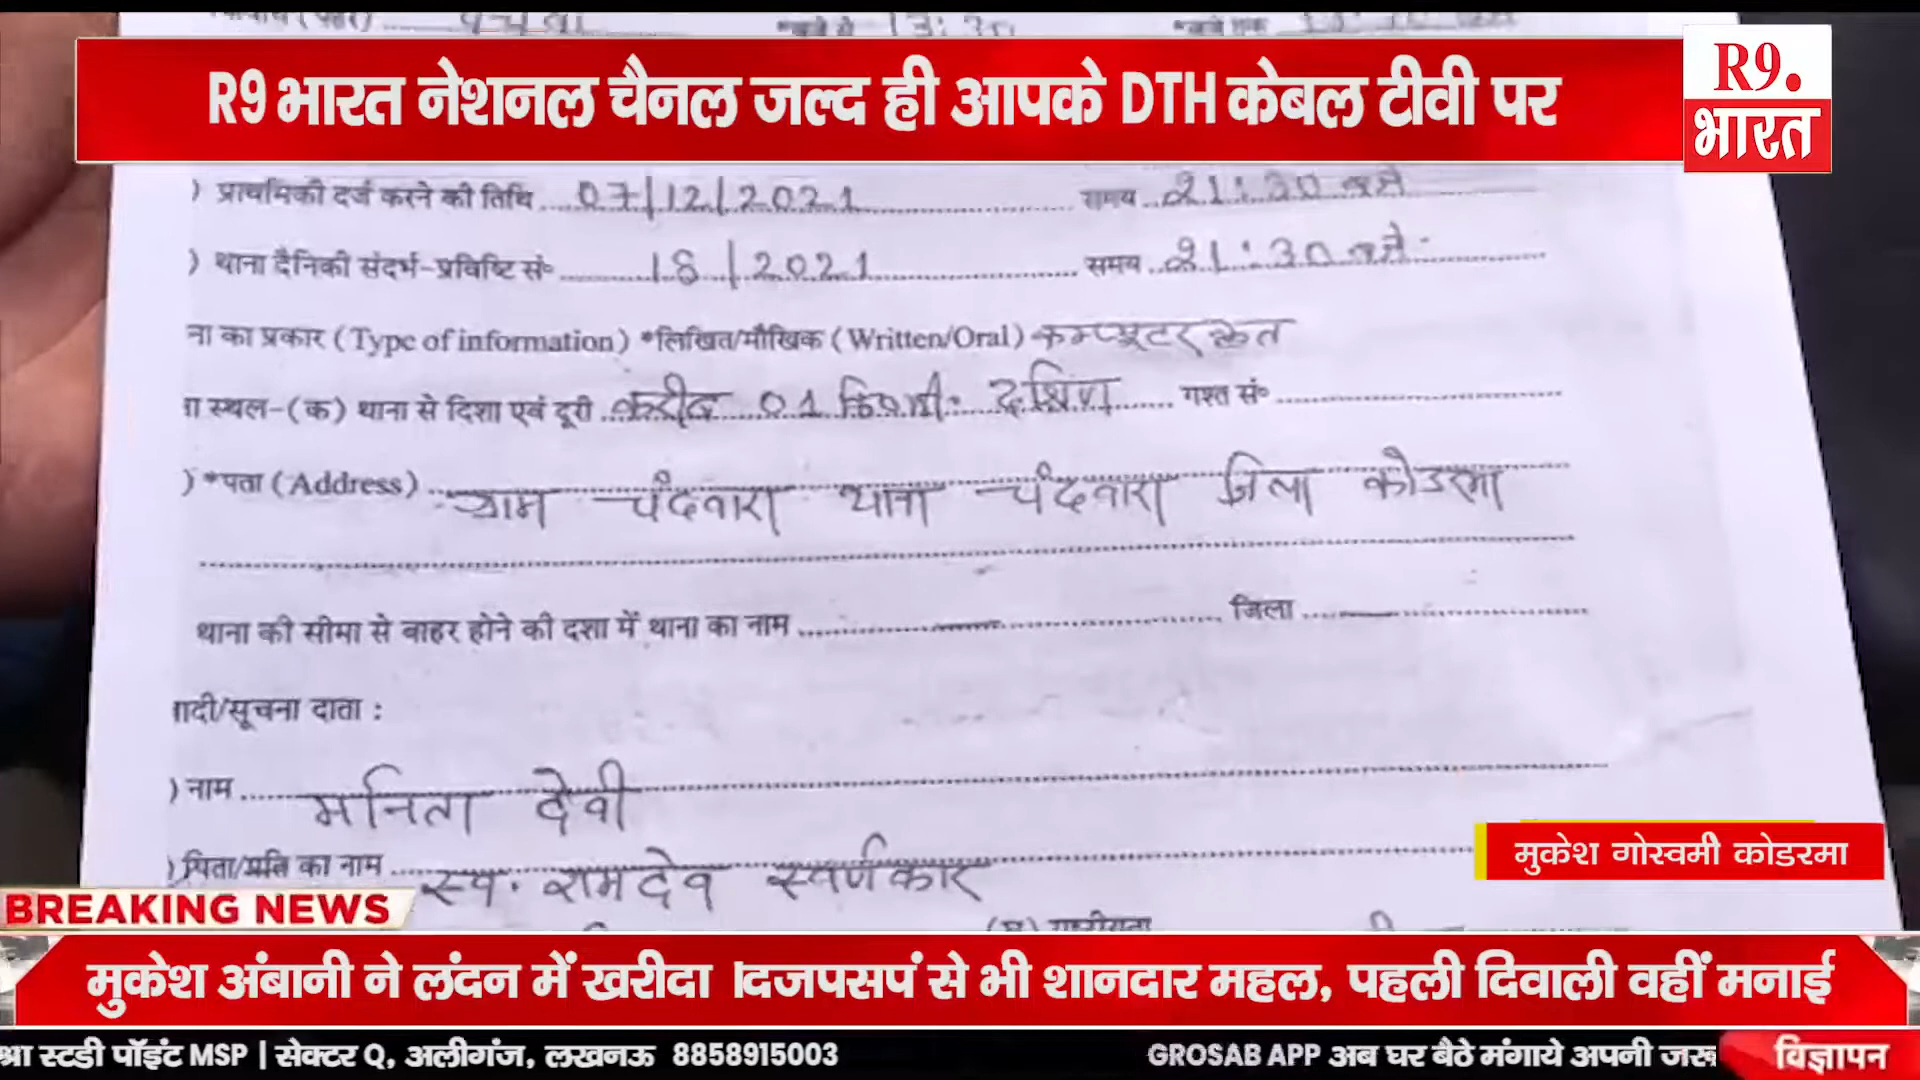 R9 भारत नेशनल चैनल जल्द ही आपके DTH केबल टीवी पर
R9.
भारत
) प्राथमिकी दर्ज करने की तिथि 07/12/2021 समय 21:30 बजे
) थाना दैनिकी संदर्भ-प्रविष्टि सं० 18/2021 समय 21:30 बजे
ना का प्रकार (Type of information) *लिखित/मौखिक (Written/Oral) कम्प्यूटर कृत
ा स्थल-(क) थाना से दिशा एवं दूरी करीब 01 कि०मी० दक्षिण गश्त सं०
) *पता (Address) ग्राम चंदवारा थाना चंदवारा जिला कोडरमा
थाना की सीमा से बाहर होने की दशा में थाना का नाम जिला
ादी/सूचना दाता :
) नाम मनिता देवी
) पिता/पति का नाम स्व. रामदेव स्वर्णकार
मुकेश गोस्वमी कोडरमा
BREAKING NEWS
मुकेश अंबानी ने लंदन में खरीदा Iदजपसपं से भी शानदार महल, पहली दिवाली वहीं मनाई
श्रा स्टडी पॉइंट MSP | सेक्टर Q, अलीगंज, लखनऊ 8858915003 GROSAB APP अब घर बैठे मंगाये अपनी जरू
विज्ञापन